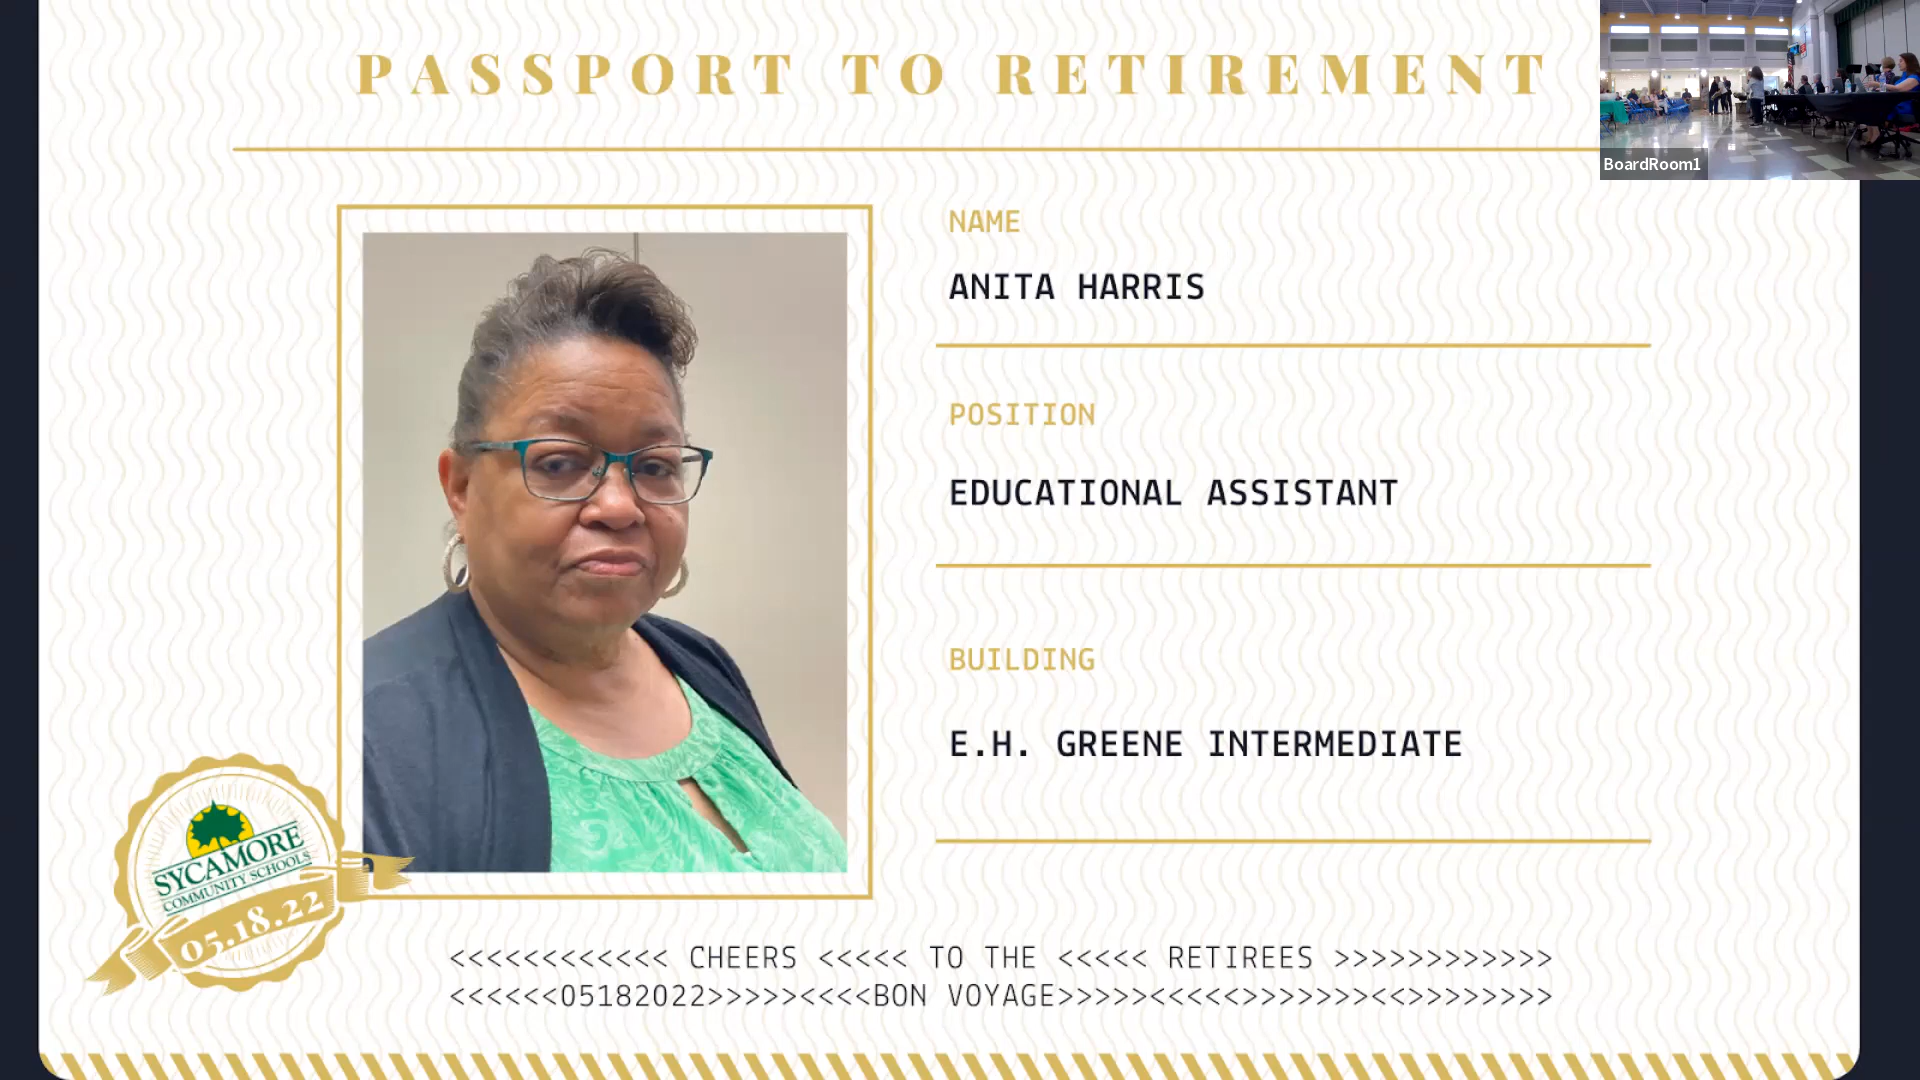 PASSPORT TO RETIREMENT
BoardRoom1
NAME
ANITA HARRIS
POSITION
EDUCATIONAL ASSISTANT
BUILDING
E.H. GREENE INTERMEDIATE
SYCAMORE
COMMUNITY SCHOOLS
05.18.22
<<<<<<<<<<<< CHEERS <<<<< TO THE <<<<< RETIREES >>>>>>>>>>>>
<<<<<<05182022>>>>><<<<BON VOYAGE>>>>><<<<<>>>>>>><<>>>>>>>>